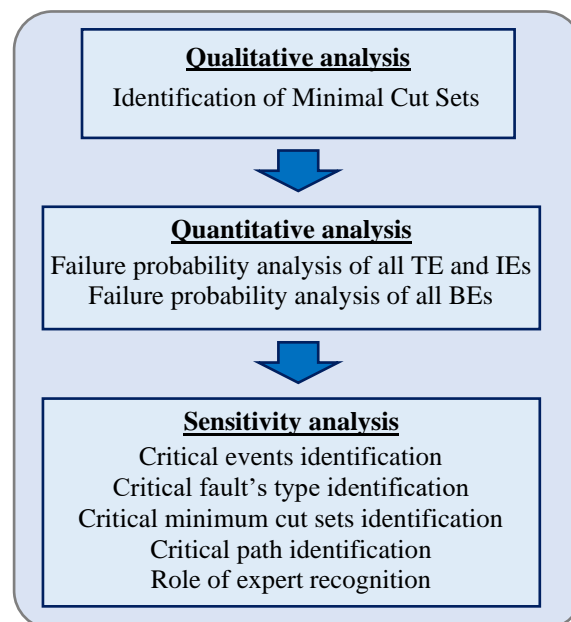 Qualitative analysis
Identification of Minimal Cut Sets
Quantitative analysis
Failure probability analysis of all TE and IEs
Failure probability analysis of all BEs
Sensitivity analysis
Critical events identification
Critical fault's type identification
Critical minimum cut sets identification
Critical path identification
Role of expert recognition